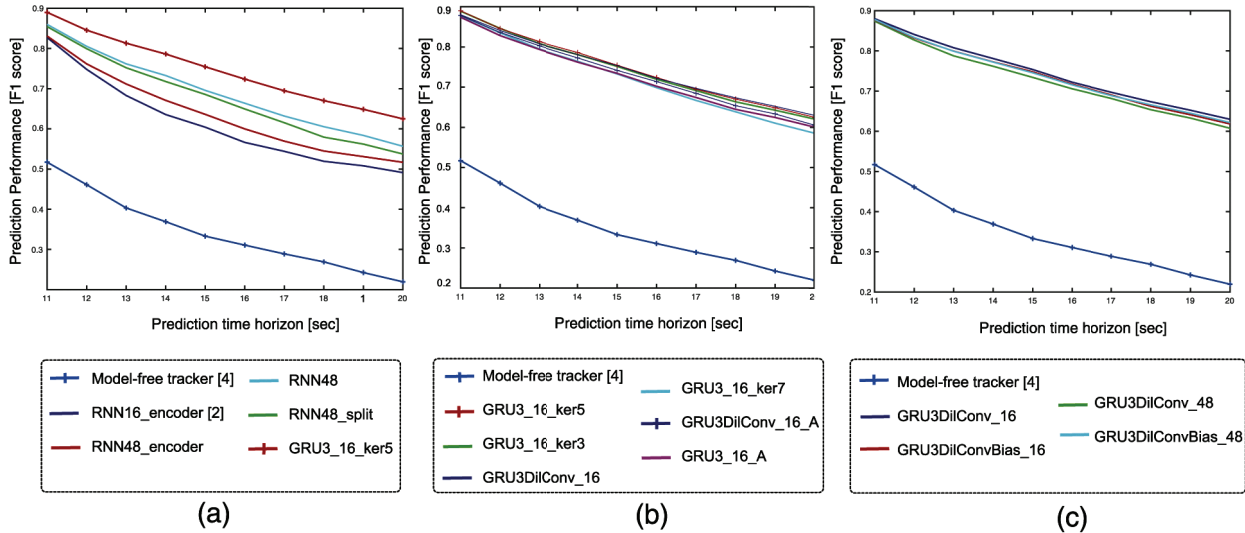 0.9
0.8
0.7
0.6
0.5
0.4
0.3
Prediction Performance [F1 score]
11 12 13 14 15 16 17 18 1 20
Prediction time horizon [sec]
Model-free tracker [4]
RNN16_encoder [2]
RNN48_encoder
RNN48
RNN48_split
GRU3_16_ker5
(a)
0.9
0.8
0.7
0.6
0.5
0.4
0.3
0.2
Prediction Performance [F1 score]
11 12 13 14 15 16 17 18 19 2
Prediction time horizon [sec]
Model-free tracker [4]
GRU3_16_ker5
GRU3_16_ker3
GRU3DilConv_16
GRU3_16_ker7
GRU3DilConv_16_A
GRU3_16_A
(b)
0.9
0.8
0.7
0.6
0.5
0.4
0.3
0.2
Prediction Performance [F1 score]
11 12 13 14 15 16 17 18 19 20
Prediction time horizon [sec]
Model-free tracker [4]
GRU3DilConv_16
GRU3DilConvBias_16
GRU3DilConv_48
GRU3DilConvBias_48
(c)